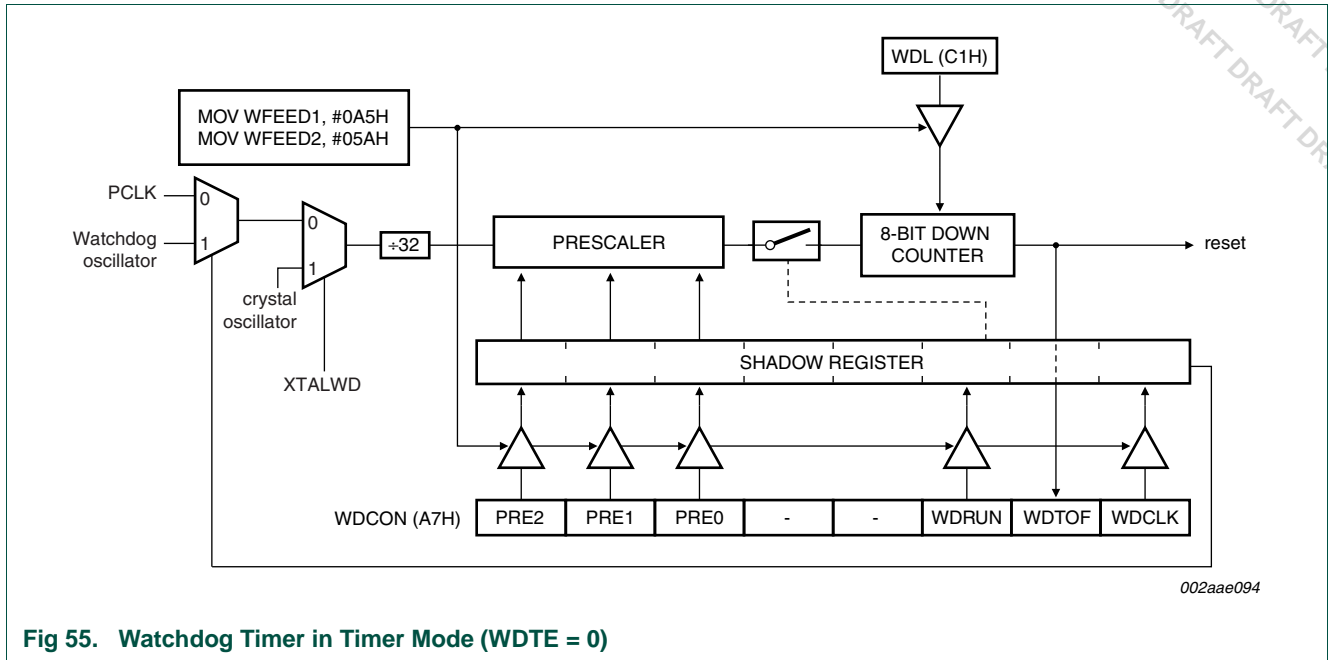 DRAFT DRAFT
DRAFT DRAFT DRA
WDL (C1H)
MOV WFEED1, #0A5H
MOV WFEED2, #05AH
PCLK
0
Watchdog
oscillator
1
0
1
crystal
oscillator
XTALWD
÷32
PRESCALER
8-BIT DOWN
COUNTER
reset
SHADOW REGISTER
WDCON (A7H)
PRE2
PRE1
PRE0
-
-
WDRUN
WDTOF
WDCLK
002aae094
Fig 55. Watchdog Timer in Timer Mode (WDTE = 0)